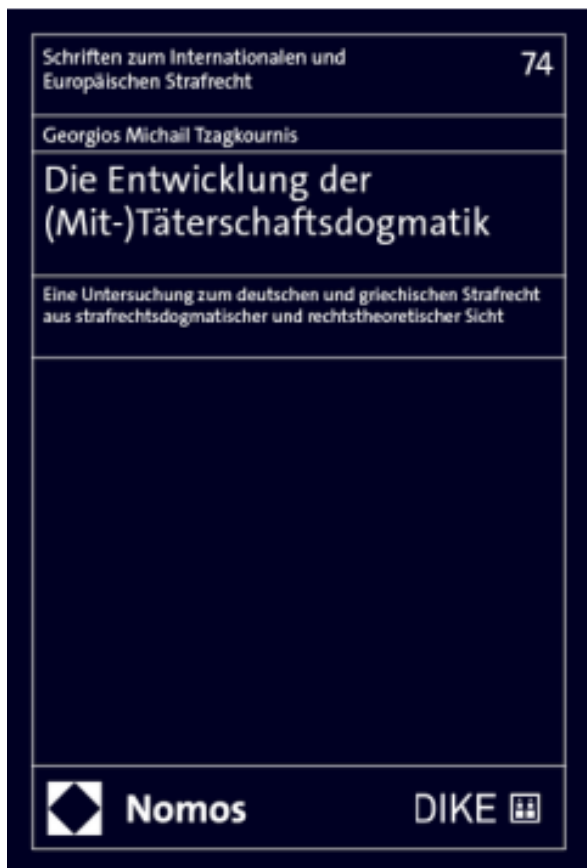 Schriften zum Internationalen und
Europäischen Strafrecht
74
Georgios Michail Tzagkournis
Die Entwicklung der
(Mit-)Täterschaftsdogmatik
Eine Untersuchung zum deutschen und griechischen Strafrecht
aus strafrechtsdogmatischer und rechtstheoretischer Sicht
Nomos
DIKE